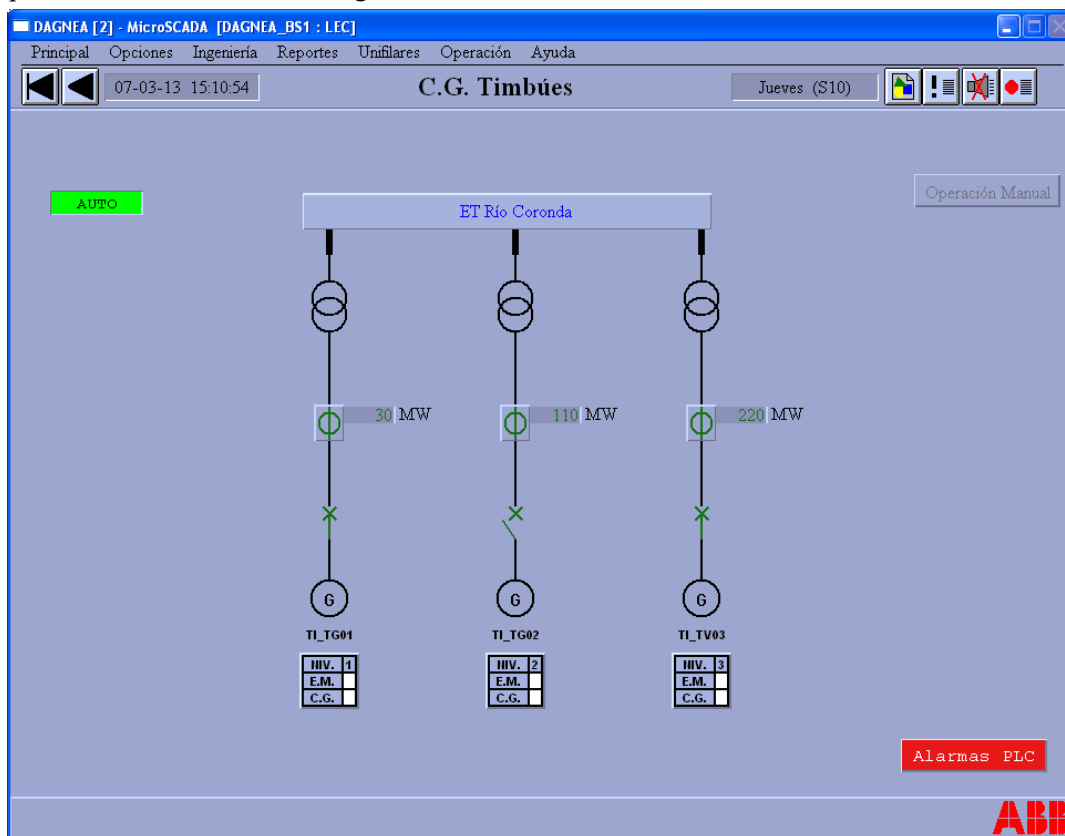 DAGNEA [2] - MicroSCADA [DAGNEA_BS1 : LEC]
Principal Opciones Ingeniería Reportes Unifilares Operación Ayuda
07-03-13 15:10:54 C.G. Timbúes Jueves (S10)
AUTO Operación Manual
ET Río Coronda
30 MW 110 MW 220 MW
G G G
TI_TG01 TI_TG02 TI_TV03
NIV. 1 NIV. 2 NIV. 3
E.M. E.M. E.M.
C.G. C.G. C.G.
Alarmas PLC
ABB